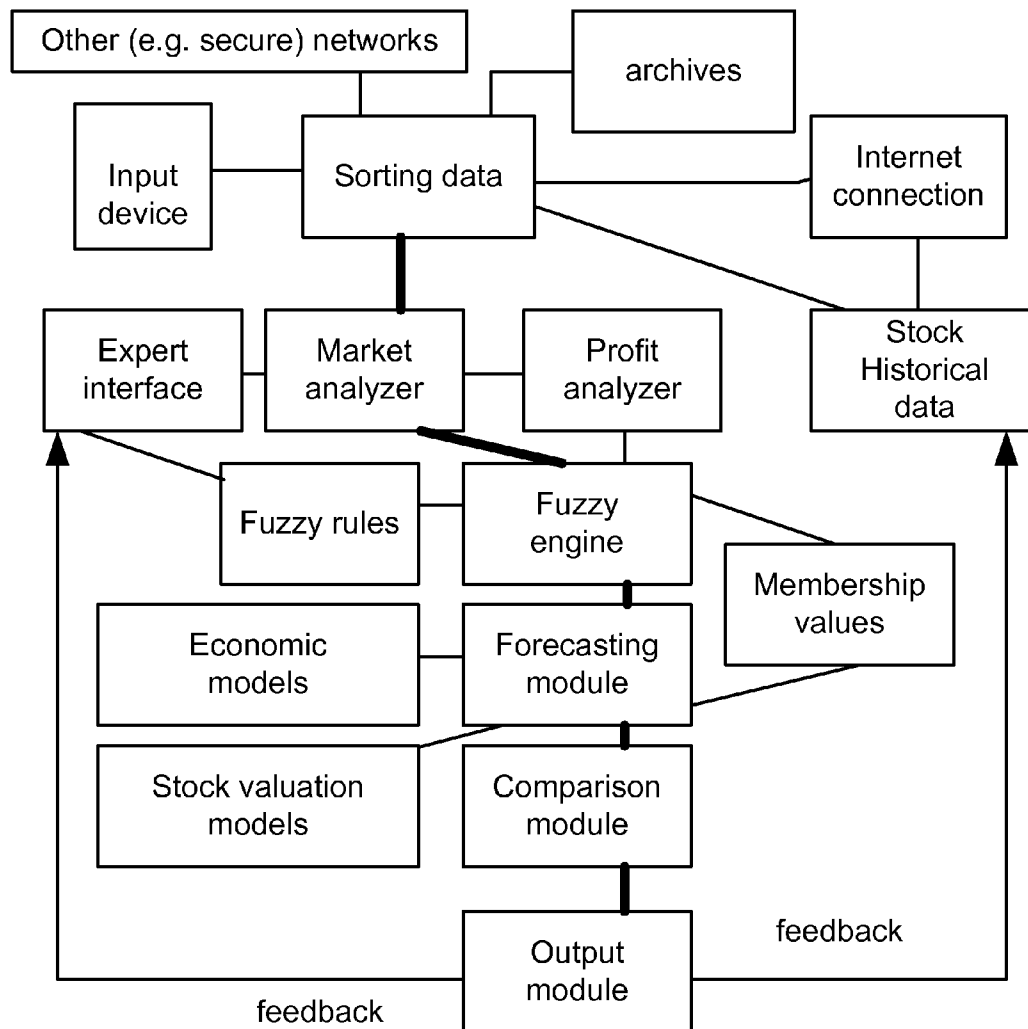 Other (e.g. secure) networks
archives
Input
device
Sorting data
Internet
connection
Expert
interface
Market
analyzer
Profit
analyzer
Stock
Historical
data
Fuzzy rules
Fuzzy
engine
Membership
values
Economic
models
Forecasting
module
Stock valuation
models
Comparison
module
Output
module
feedback
feedback